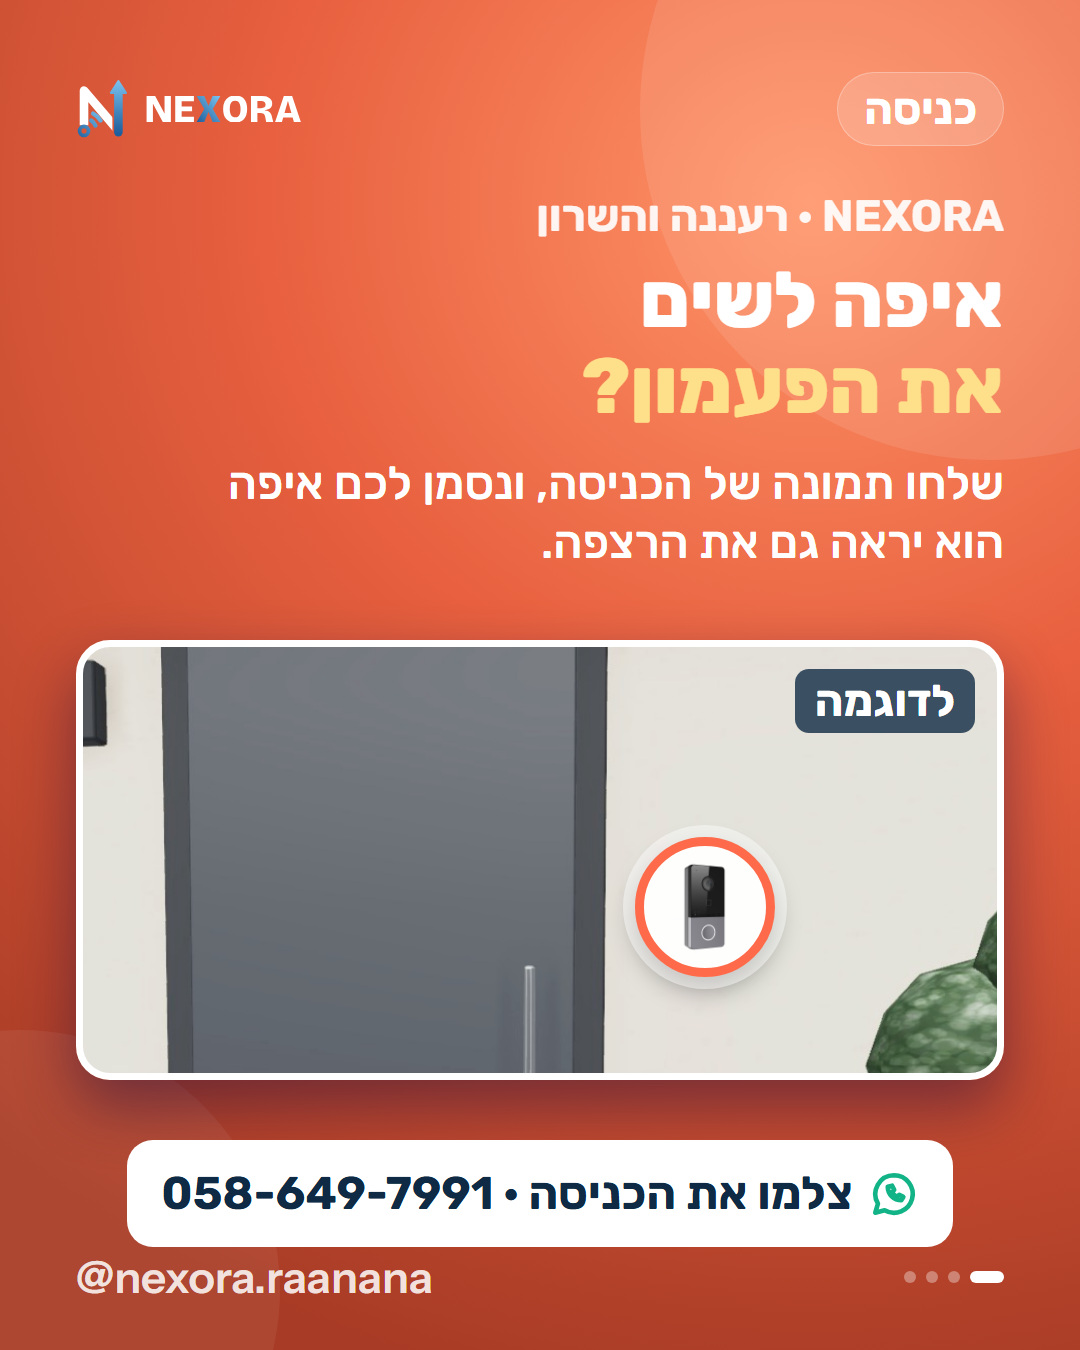 NEXORA
כניסה
NEXORA • רעננה והשרון
איפה לשים
את הפעמון?
שלחו תמונה של הכניסה, ונסמן לכם איפה
הוא יראה גם את הרצפה.
לדוגמה
צלמו את הכניסה • 058-649-7991
@nexora.raanana